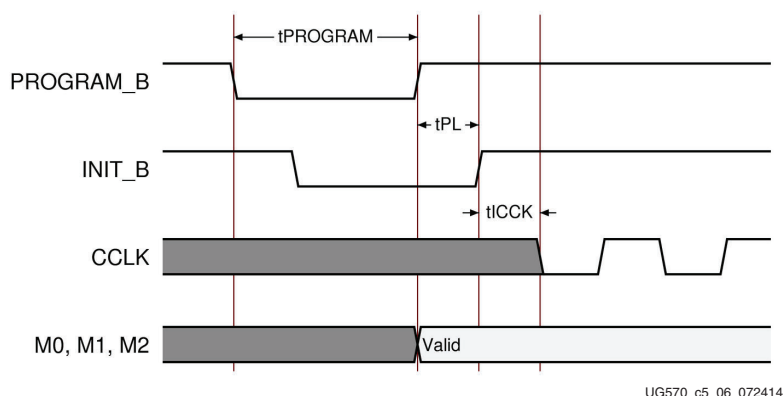 tPROGRAM
PROGRAM_B
tPL
INIT_B
tICCK
CCLK
M0, M1, M2
Valid
UG570_c5_06_072414